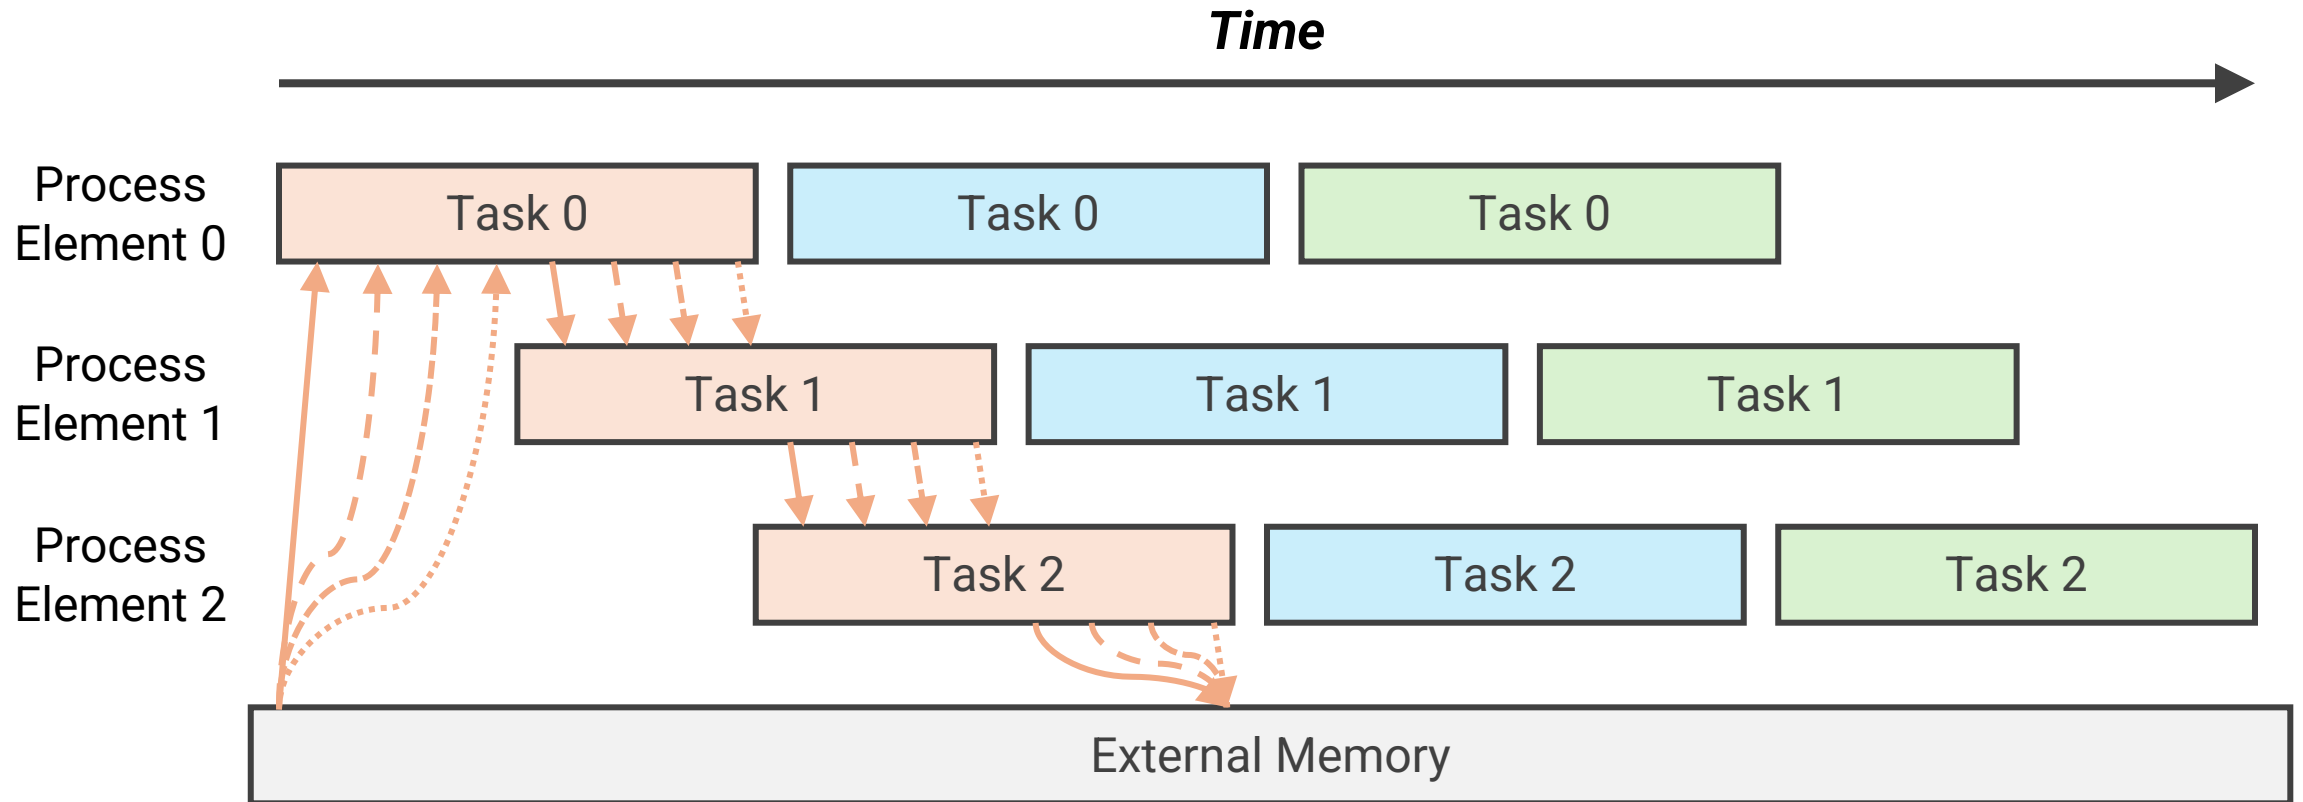 Time
Process
Element 0
Task 0
Task 0
Task 0
Process
Element 1
Task 1
Task 1
Task 1
Process
Element 2
Task 2
Task 2
Task 2
External Memory